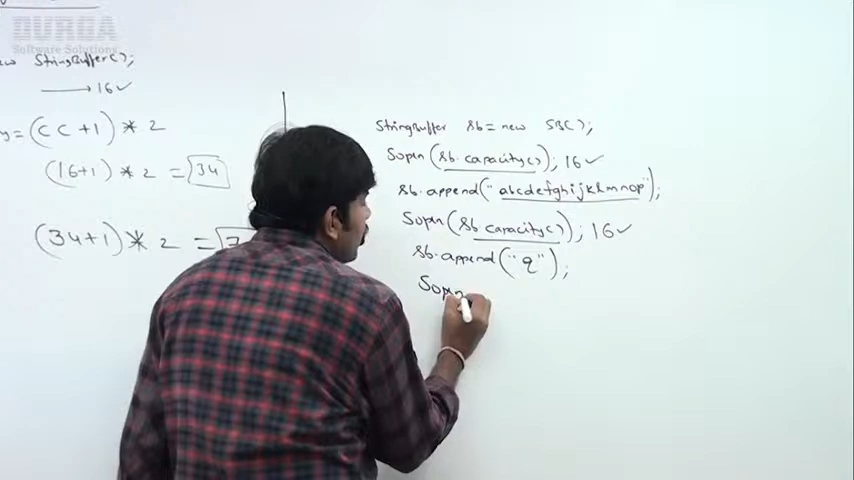 DURGA
Software Solutions
StringBuffer();
→ 16 ✓
y = (cc + 1) * 2
(16+1) * 2 = 34
(34+1) * 2 = 7
StringBuffer sb = new SB();
Sopln (sb.capacity()); 16 ✓
sb.append("abcdefghijklmnop");
Sopln (sb.capacity()); 16 ✓
sb.append("q");
Sopln